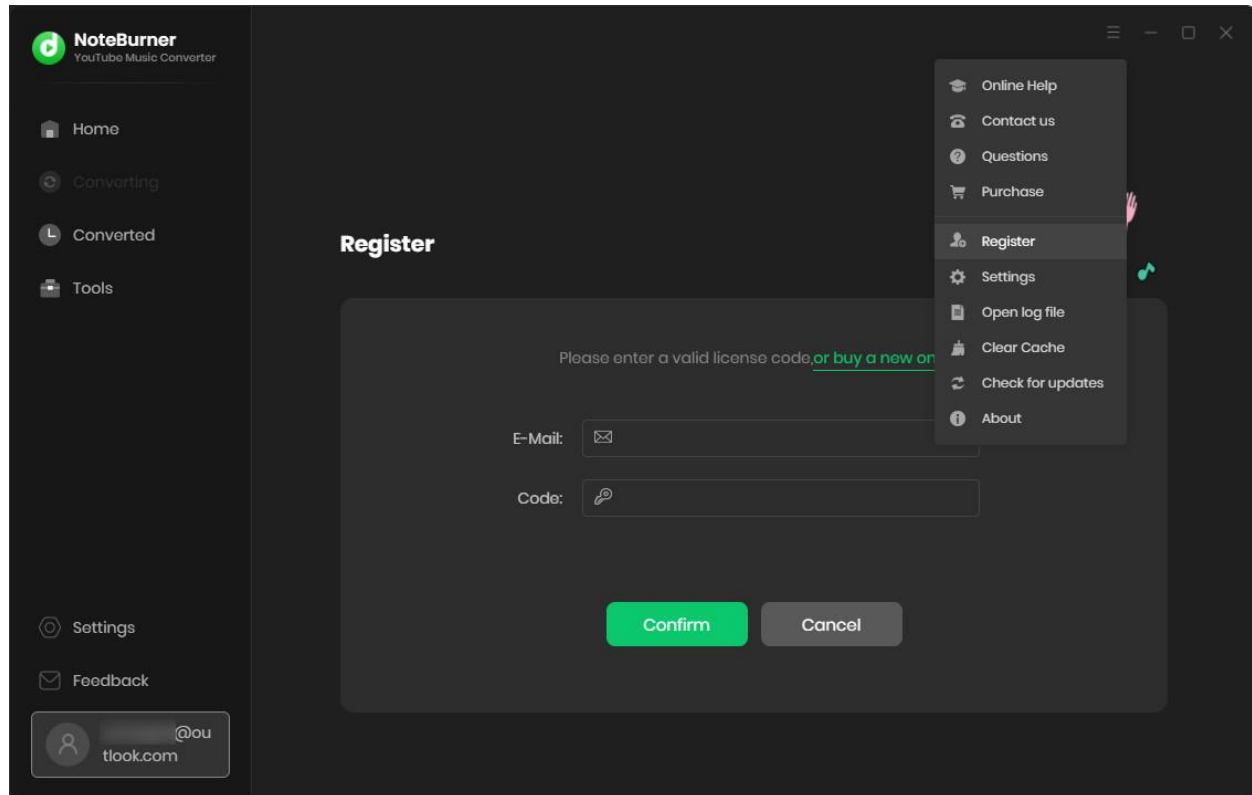 NoteBurner
YouTube Music Converter
Home
Converting
Converted
Tools
Settings
Feedback
@ou
tlook.com
Register
Please enter a valid license code,or buy a new on
E-Mail:
Code:
Confirm
Cancel
Online Help
Contact us
Questions
Purchase
Register
Settings
Open log file
Clear Cache
Check for updates
About